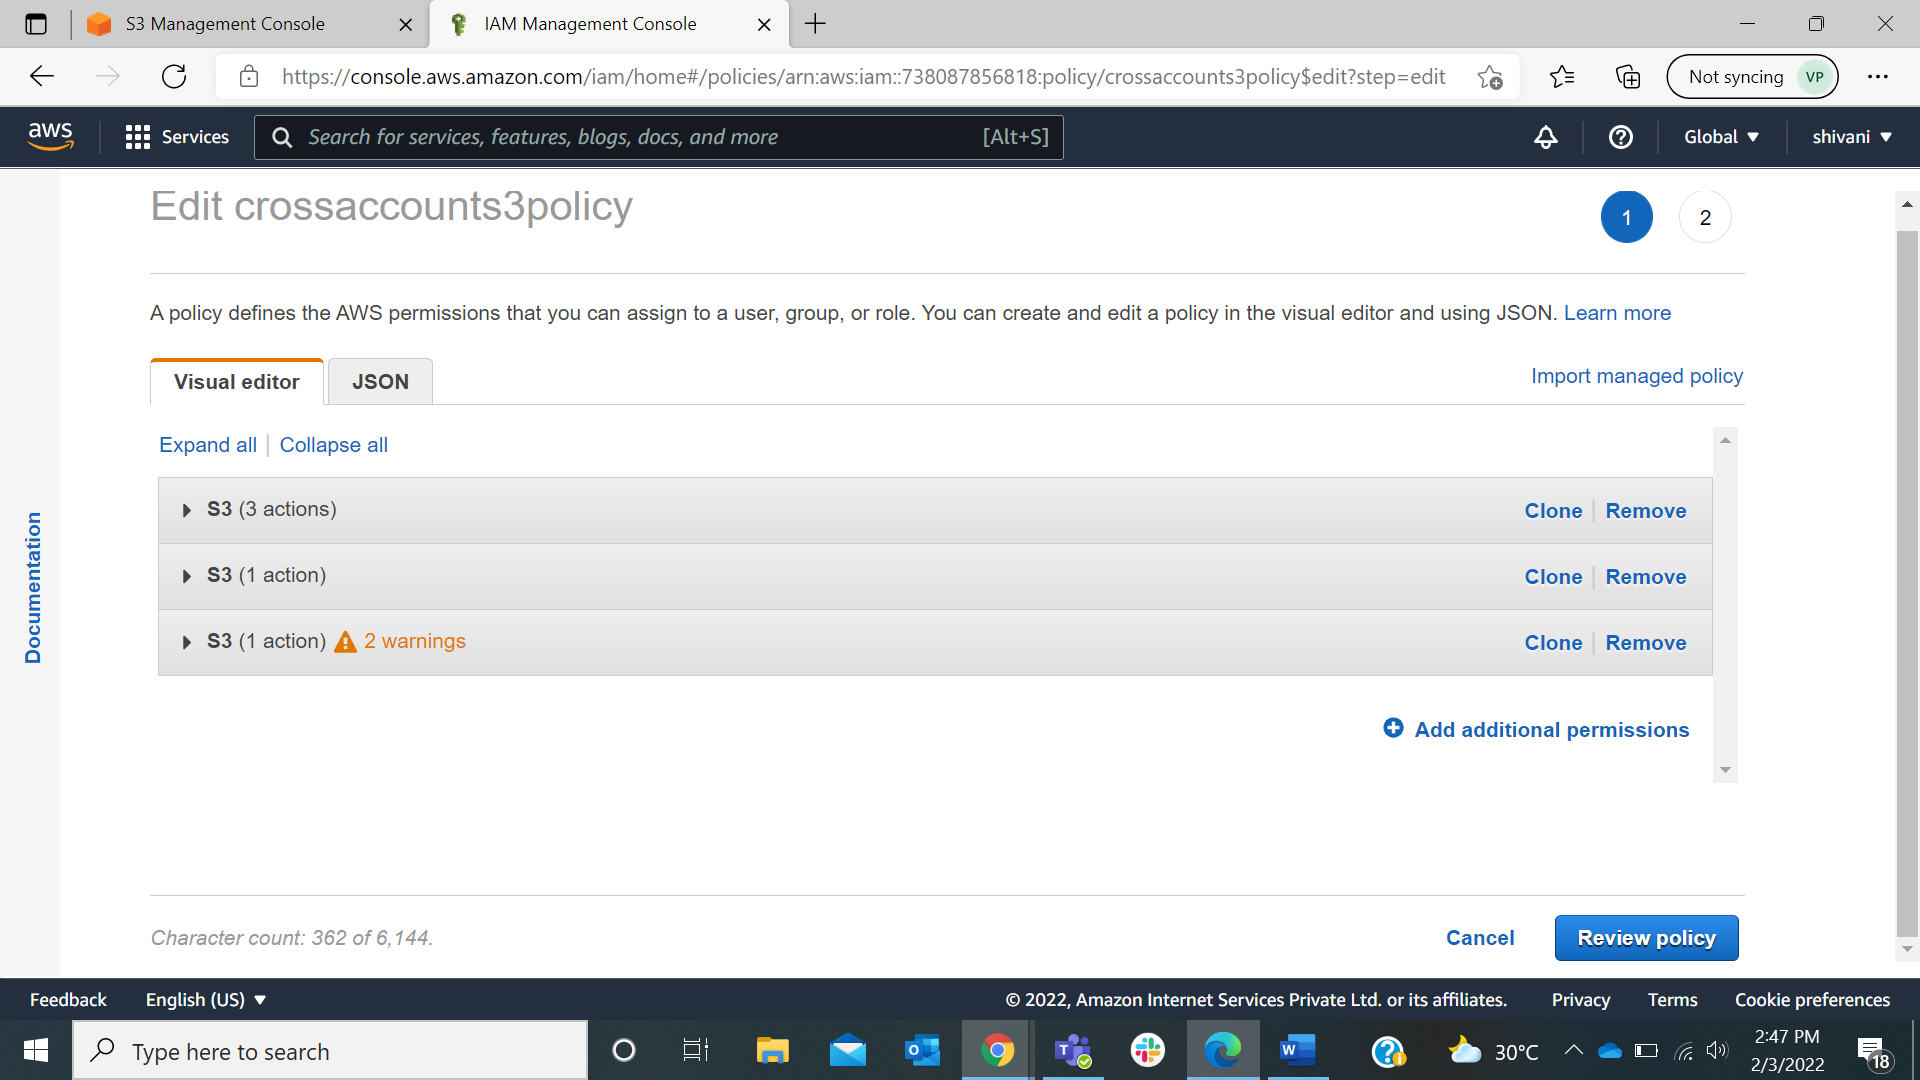 S3 Management Console
IAM Management Console
https://console.aws.amazon.com/iam/home#/policies/arn:aws:iam::738087856818:policy/crossaccounts3policy$edit?step=edit
Not syncing VP
aws
Services
Search for services, features, blogs, docs, and more [Alt+S]
Global
shivani
Edit crossaccounts3policy
1 2
A policy defines the AWS permissions that you can assign to a user, group, or role. You can create and edit a policy in the visual editor and using JSON. Learn more
Visual editor JSON
Import managed policy
Expand all Collapse all
S3 (3 actions) Clone Remove
S3 (1 action) Clone Remove
S3 (1 action) 2 warnings Clone Remove
Add additional permissions
Documentation
Character count: 362 of 6,144.
Cancel Review policy
Feedback English (US)
© 2022, Amazon Internet Services Private Ltd. or its affiliates. Privacy Terms Cookie preferences
Type here to search
30°C
2:47 PM
2/3/2022
18